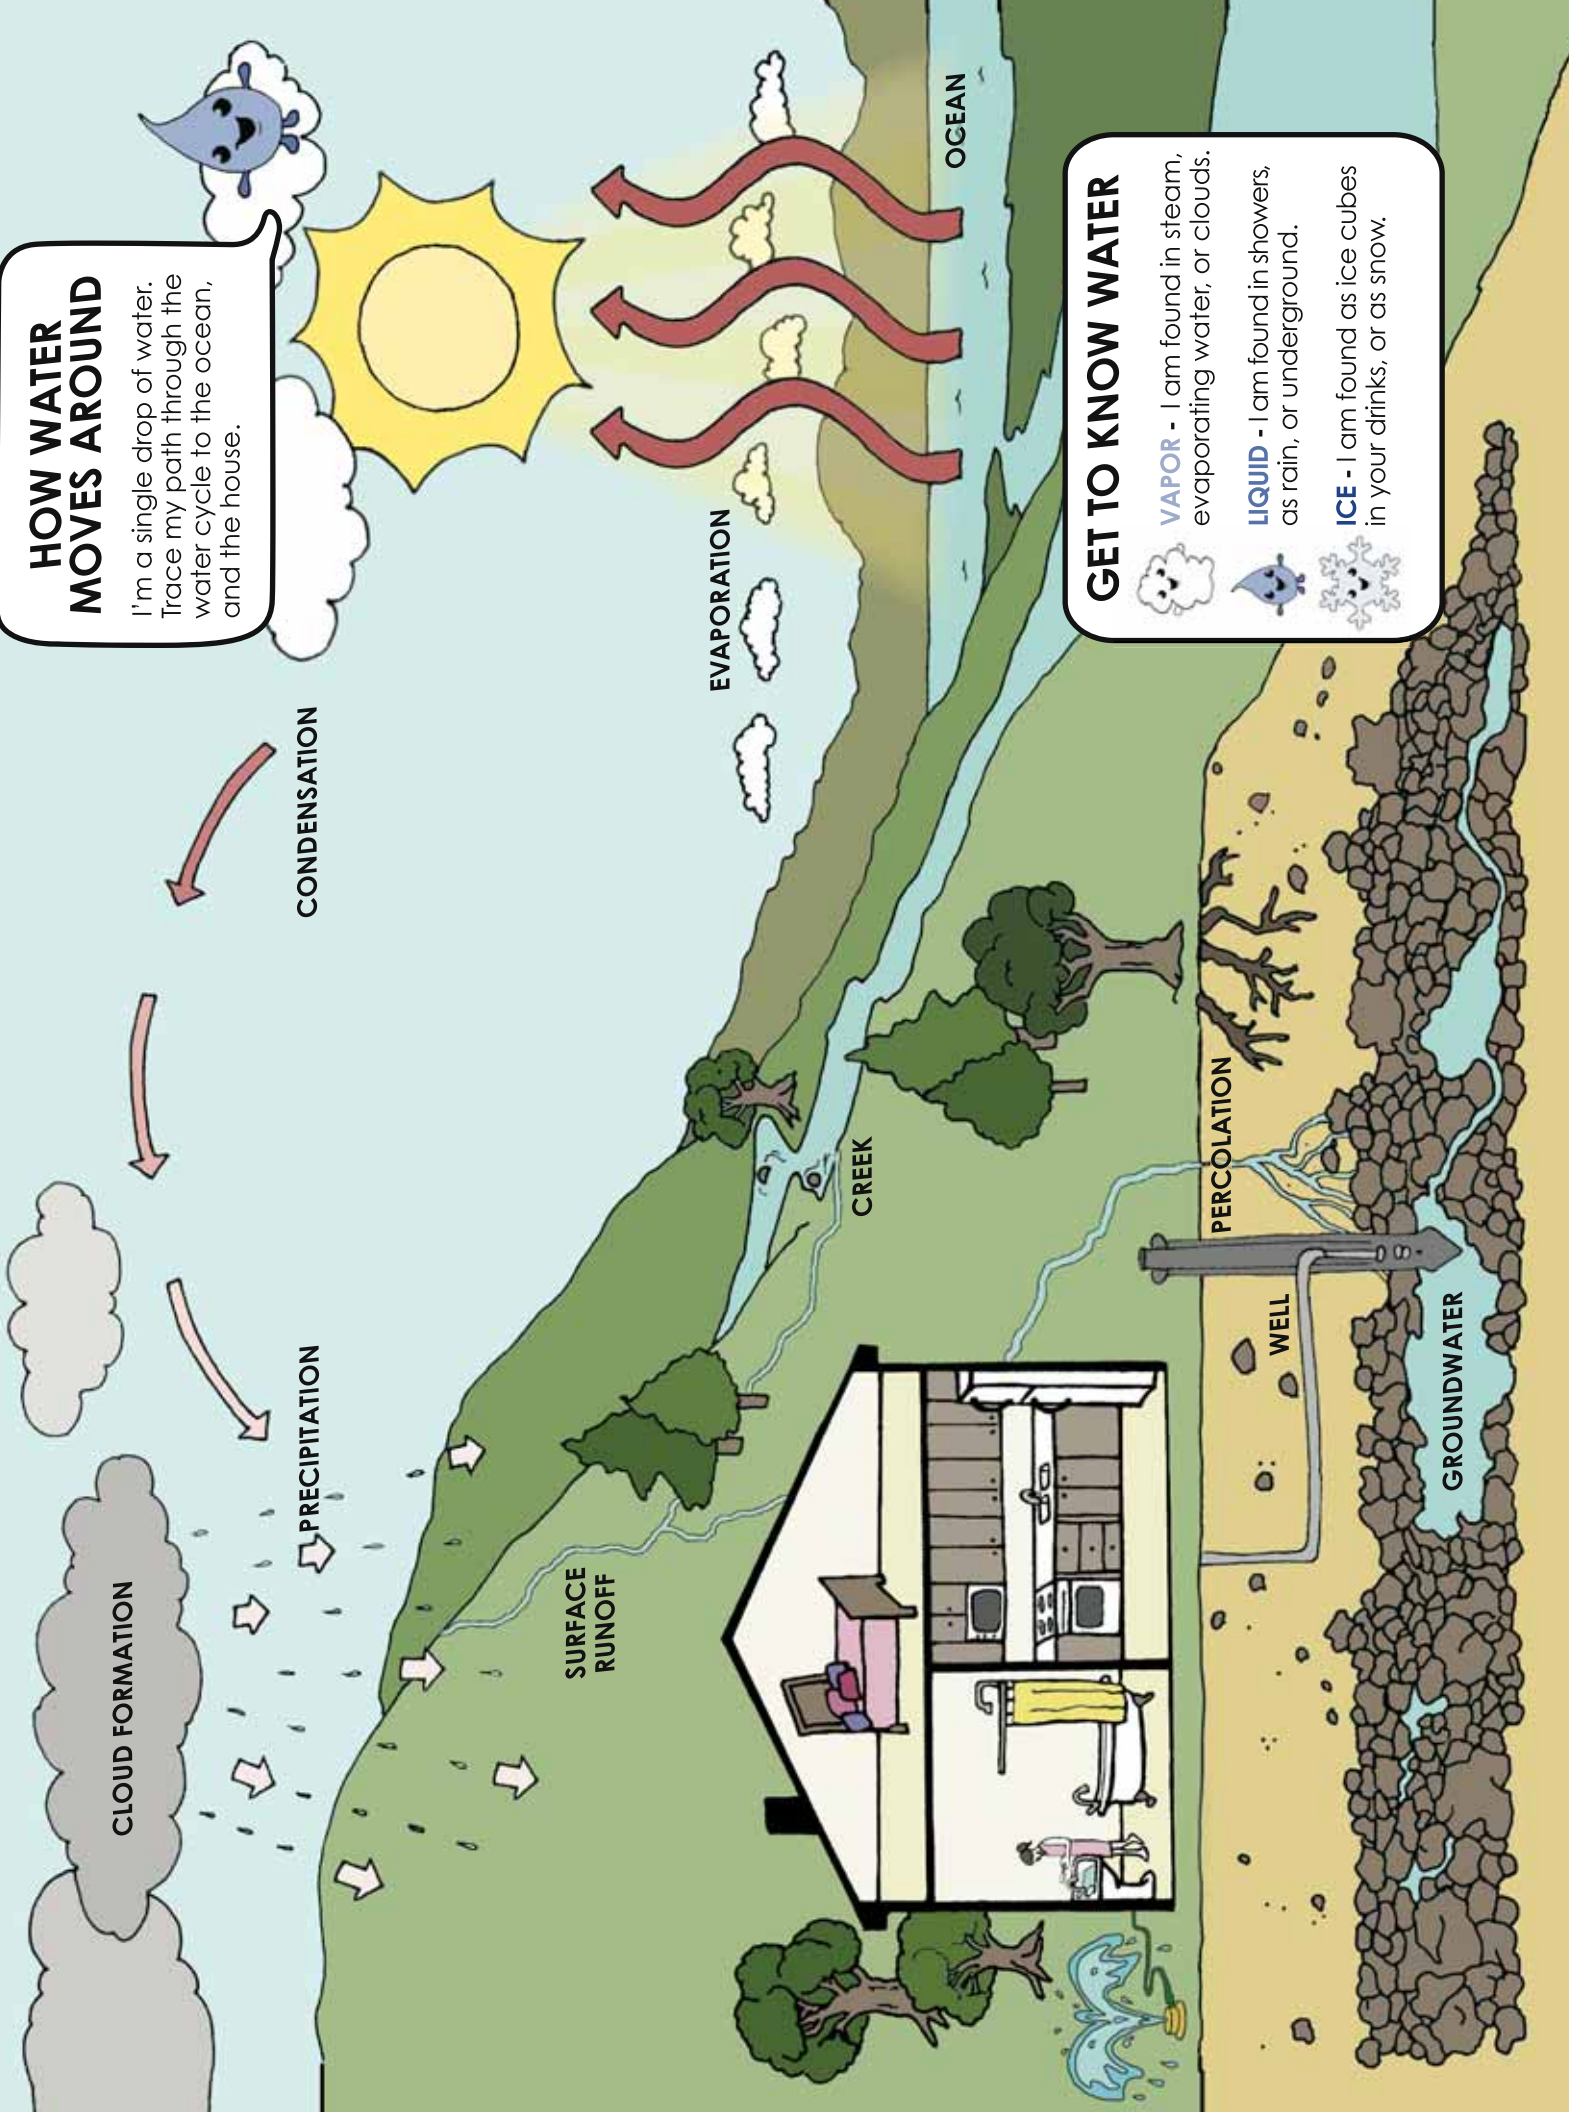 HOW WATER
MOVES AROUND
I'm a single drop of water.
Trace my path through the
water cycle to the ocean,
and the house.
CLOUD FORMATION
PRECIPITATION
CONDENSATION
EVAPORATION
SURFACE
RUNOFF
CREEK
OCEAN
PERCOLATION
WELL
GROUNDWATER
GET TO KNOW WATER
VAPOR - I am found in steam,
evaporating water, or clouds.
LIQUID - I am found in showers,
as rain, or underground.
ICE - I am found as ice cubes
in your drinks, or as snow.